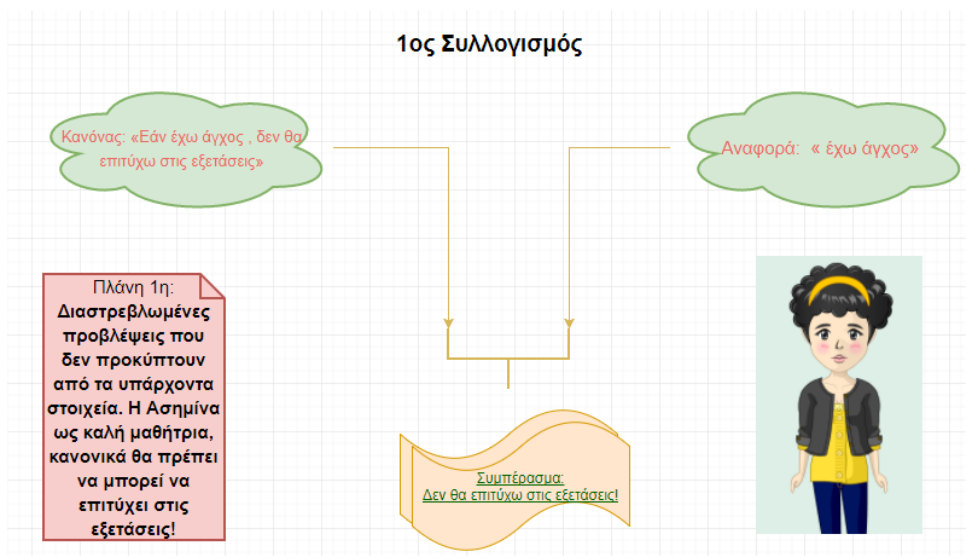 1ος Συλλογισμός
Κανόνας: «Εάν έχω άγχος , δεν θα
επιτύχω στις εξετάσεις»
Αναφορά:  « έχω άγχος»
Πλάνη 1η:
Διαστρεβλωμένες
προβλέψεις που
δεν προκύπτουν
από τα υπάρχοντα
στοιχεία. Η Ασημίνα
ως καλή μαθήτρια,
κανονικά θα πρέπει
να μπορεί να
επιτύχει στις
εξετάσεις!
Συμπέρασμα:
Δεν θα επιτύχω στις εξετάσεις!